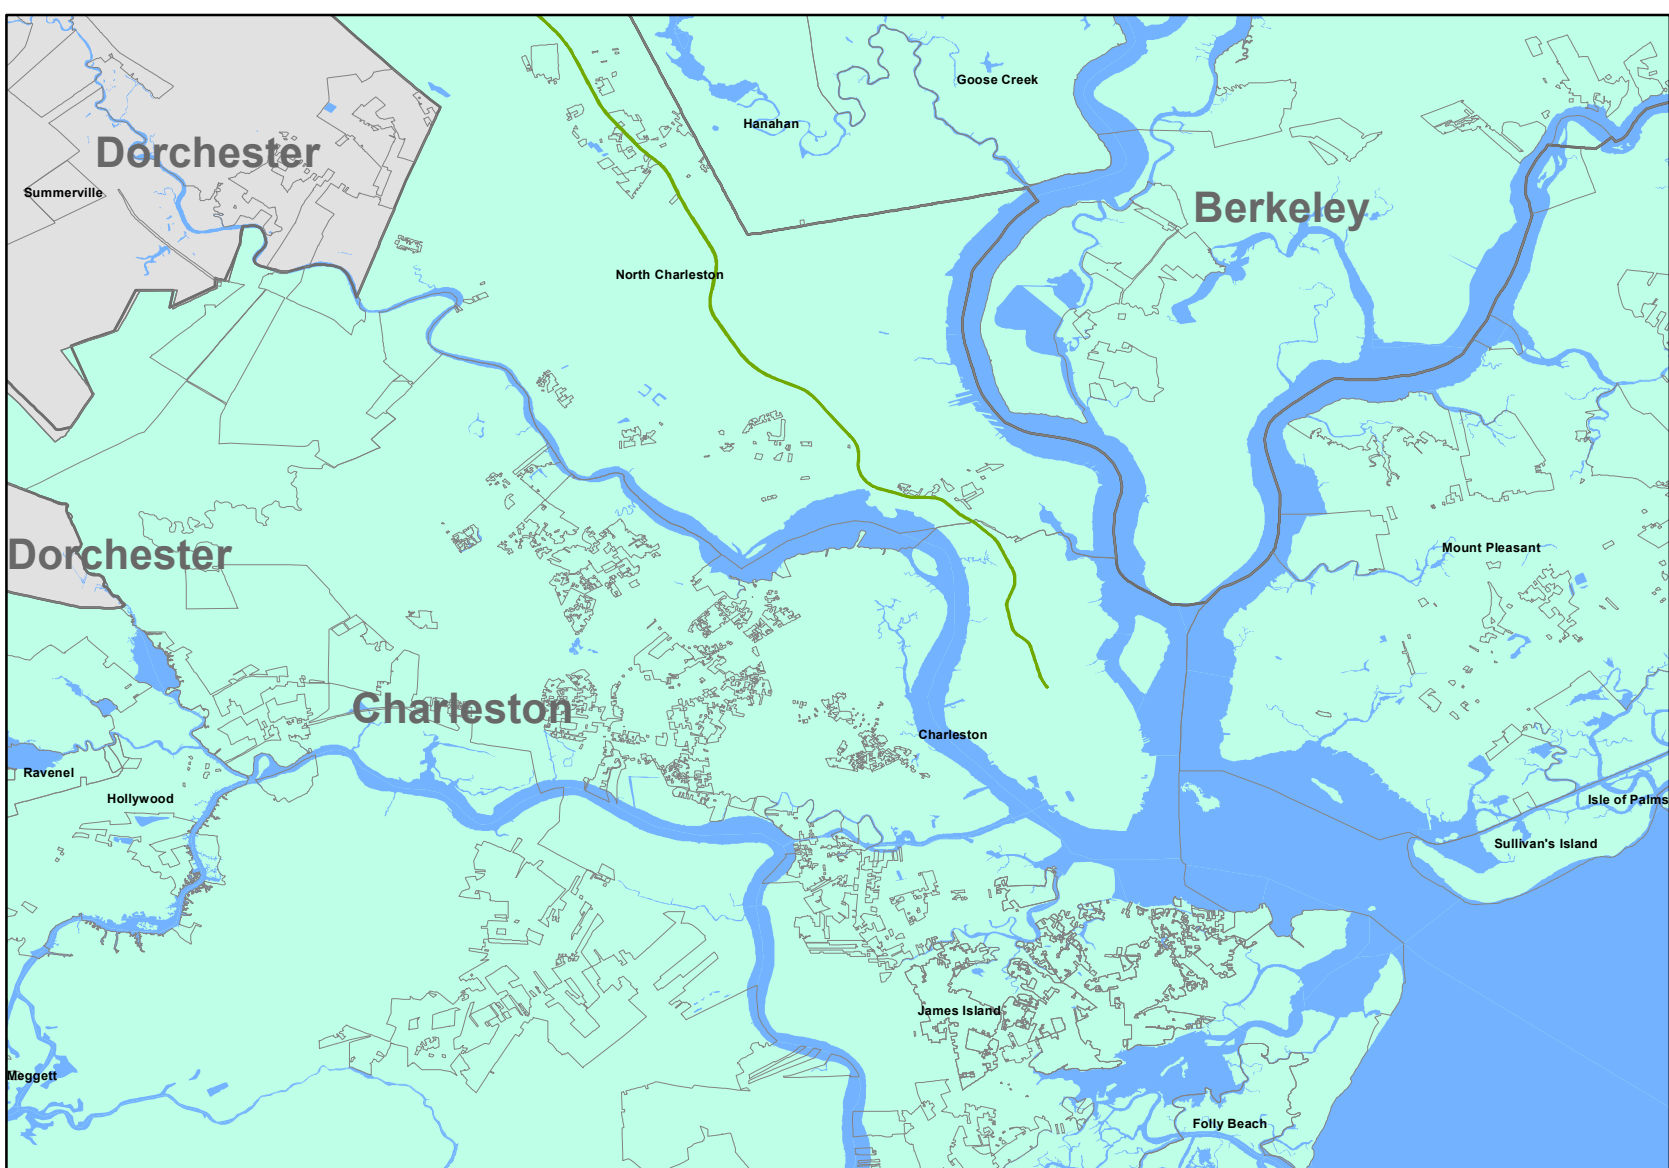 Goose Creek
Hanahan
Dorchester
Summerville
Berkeley
North Charleston
Dorchester
Mount Pleasant
Charleston
Charleston
Ravenel
Hollywood
Isle of Palms
Sullivan's Island
James Island
Meggett
Folly Beach